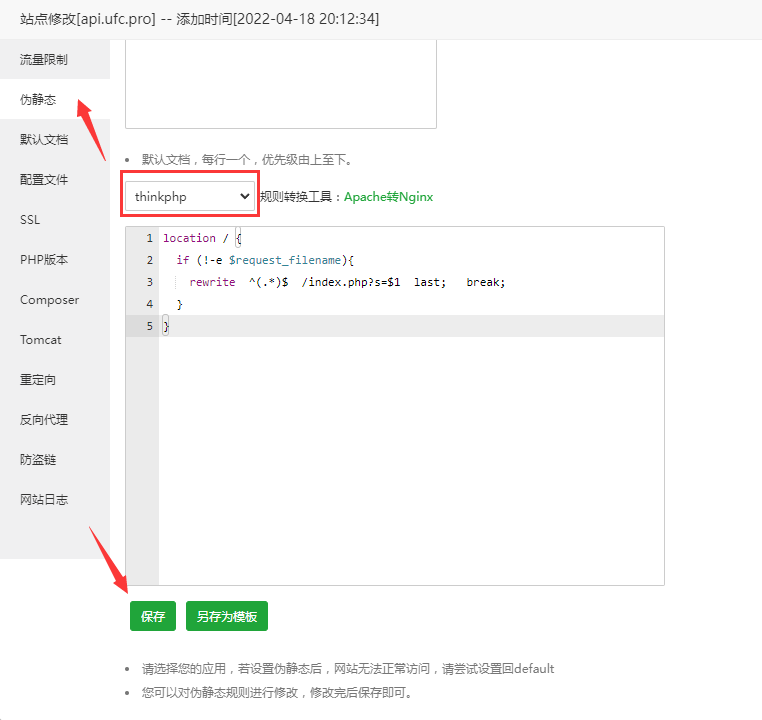 站点修改[api.ufc.pro] -- 添加时间[2022-04-18 20:12:34]
流量限制
伪静态
默认文档
配置文件
SSL
PHP版本
Composer
Tomcat
重定向
反向代理
防盗链
网站日志
默认文档，每行一个，优先级由上至下。
thinkphp 规则转换工具：Apache转Nginx
1 location / {
2 if (!-e $request_filename){
3 rewrite ^(.*)$ /index.php?s=$1 last; break;
4 }
5 }
保存 另存为模板
请选择您的应用，若设置伪静态后，网站无法正常访问，请尝试设置回default
您可以对伪静态规则进行修改，修改完后保存即可。